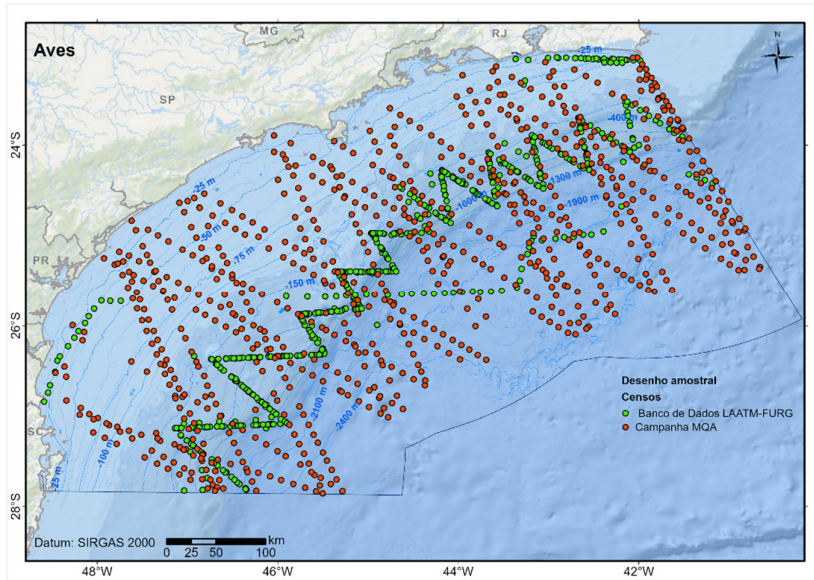 MG
RJ
-25 m
N
Aves
SP
-400 m
24°S
-25 m
-1300 m
-1000 m
-1900 m
-50 m
-75 m
PR
-150 m
26°S
Desenho amostral
Censos
Banco de Dados LAATM-FURG
Campanha MQA
-2100 m
-2400 m
SC
-100 m
-25 m
28°S
Datum: SIRGAS 2000
km
0 25 50 100
48°W 46°W 44°W 42°W